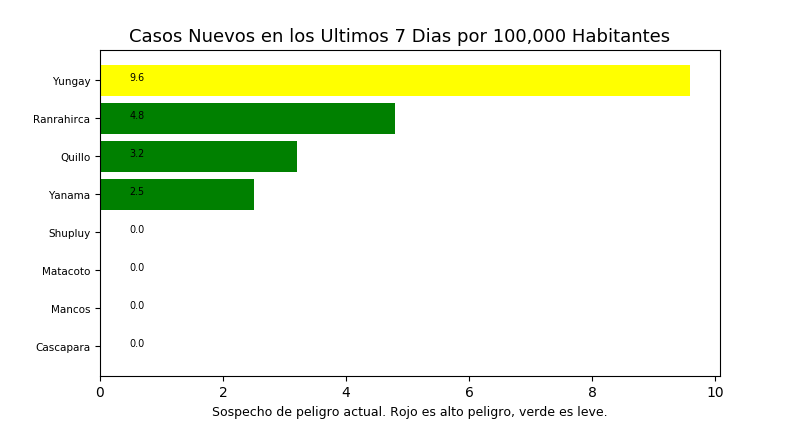 Casos Nuevos en los Ultimos 7 Dias por 100,000 Habitantes
Yungay 9.6
Ranrahirca 4.8
Quillo 3.2
Yanama 2.5
Shupluy 0.0
Matacoto 0.0
Mancos 0.0
Cascapara 0.0
0 2 4 6 8 10
Sospecho de peligro actual. Rojo es alto peligro, verde es leve.